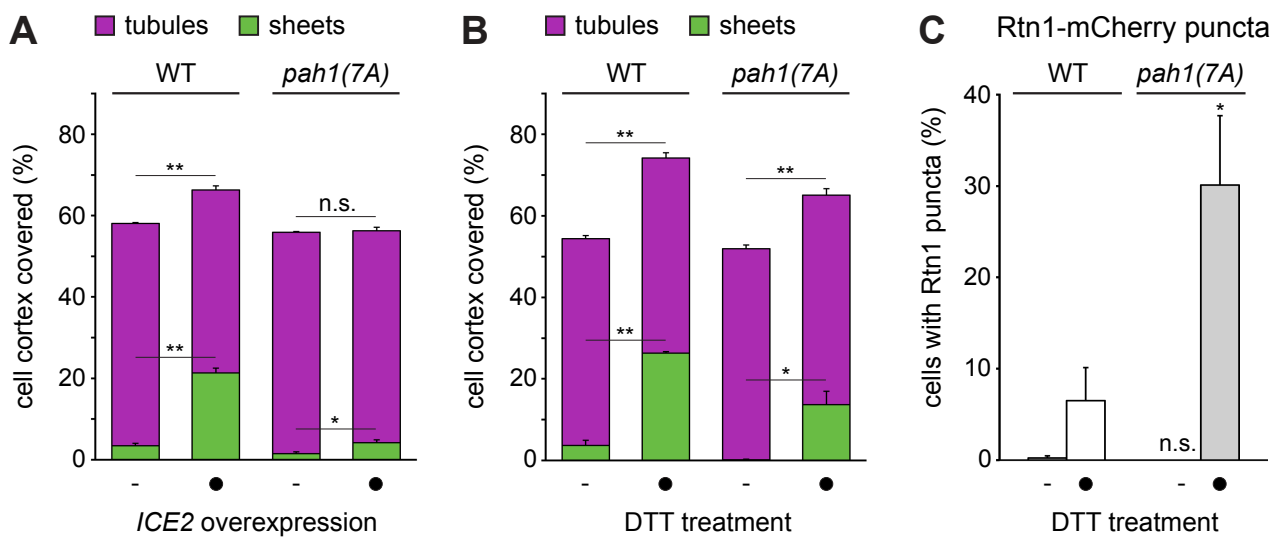 A
tubules sheets
WT pah1(7A)
cell cortex covered (%)
80
60
40
20
0
**
**
n.s.
*
- ● - ●
ICE2 overexpression
B
tubules sheets
WT pah1(7A)
cell cortex covered (%)
80
60
40
20
0
**
**
**
*
- ● - ●
DTT treatment
C
Rtn1-mCherry puncta
WT pah1(7A)
cells with Rtn1 puncta (%)
40
30
20
10
0
*
n.s.
- ● - ●
DTT treatment